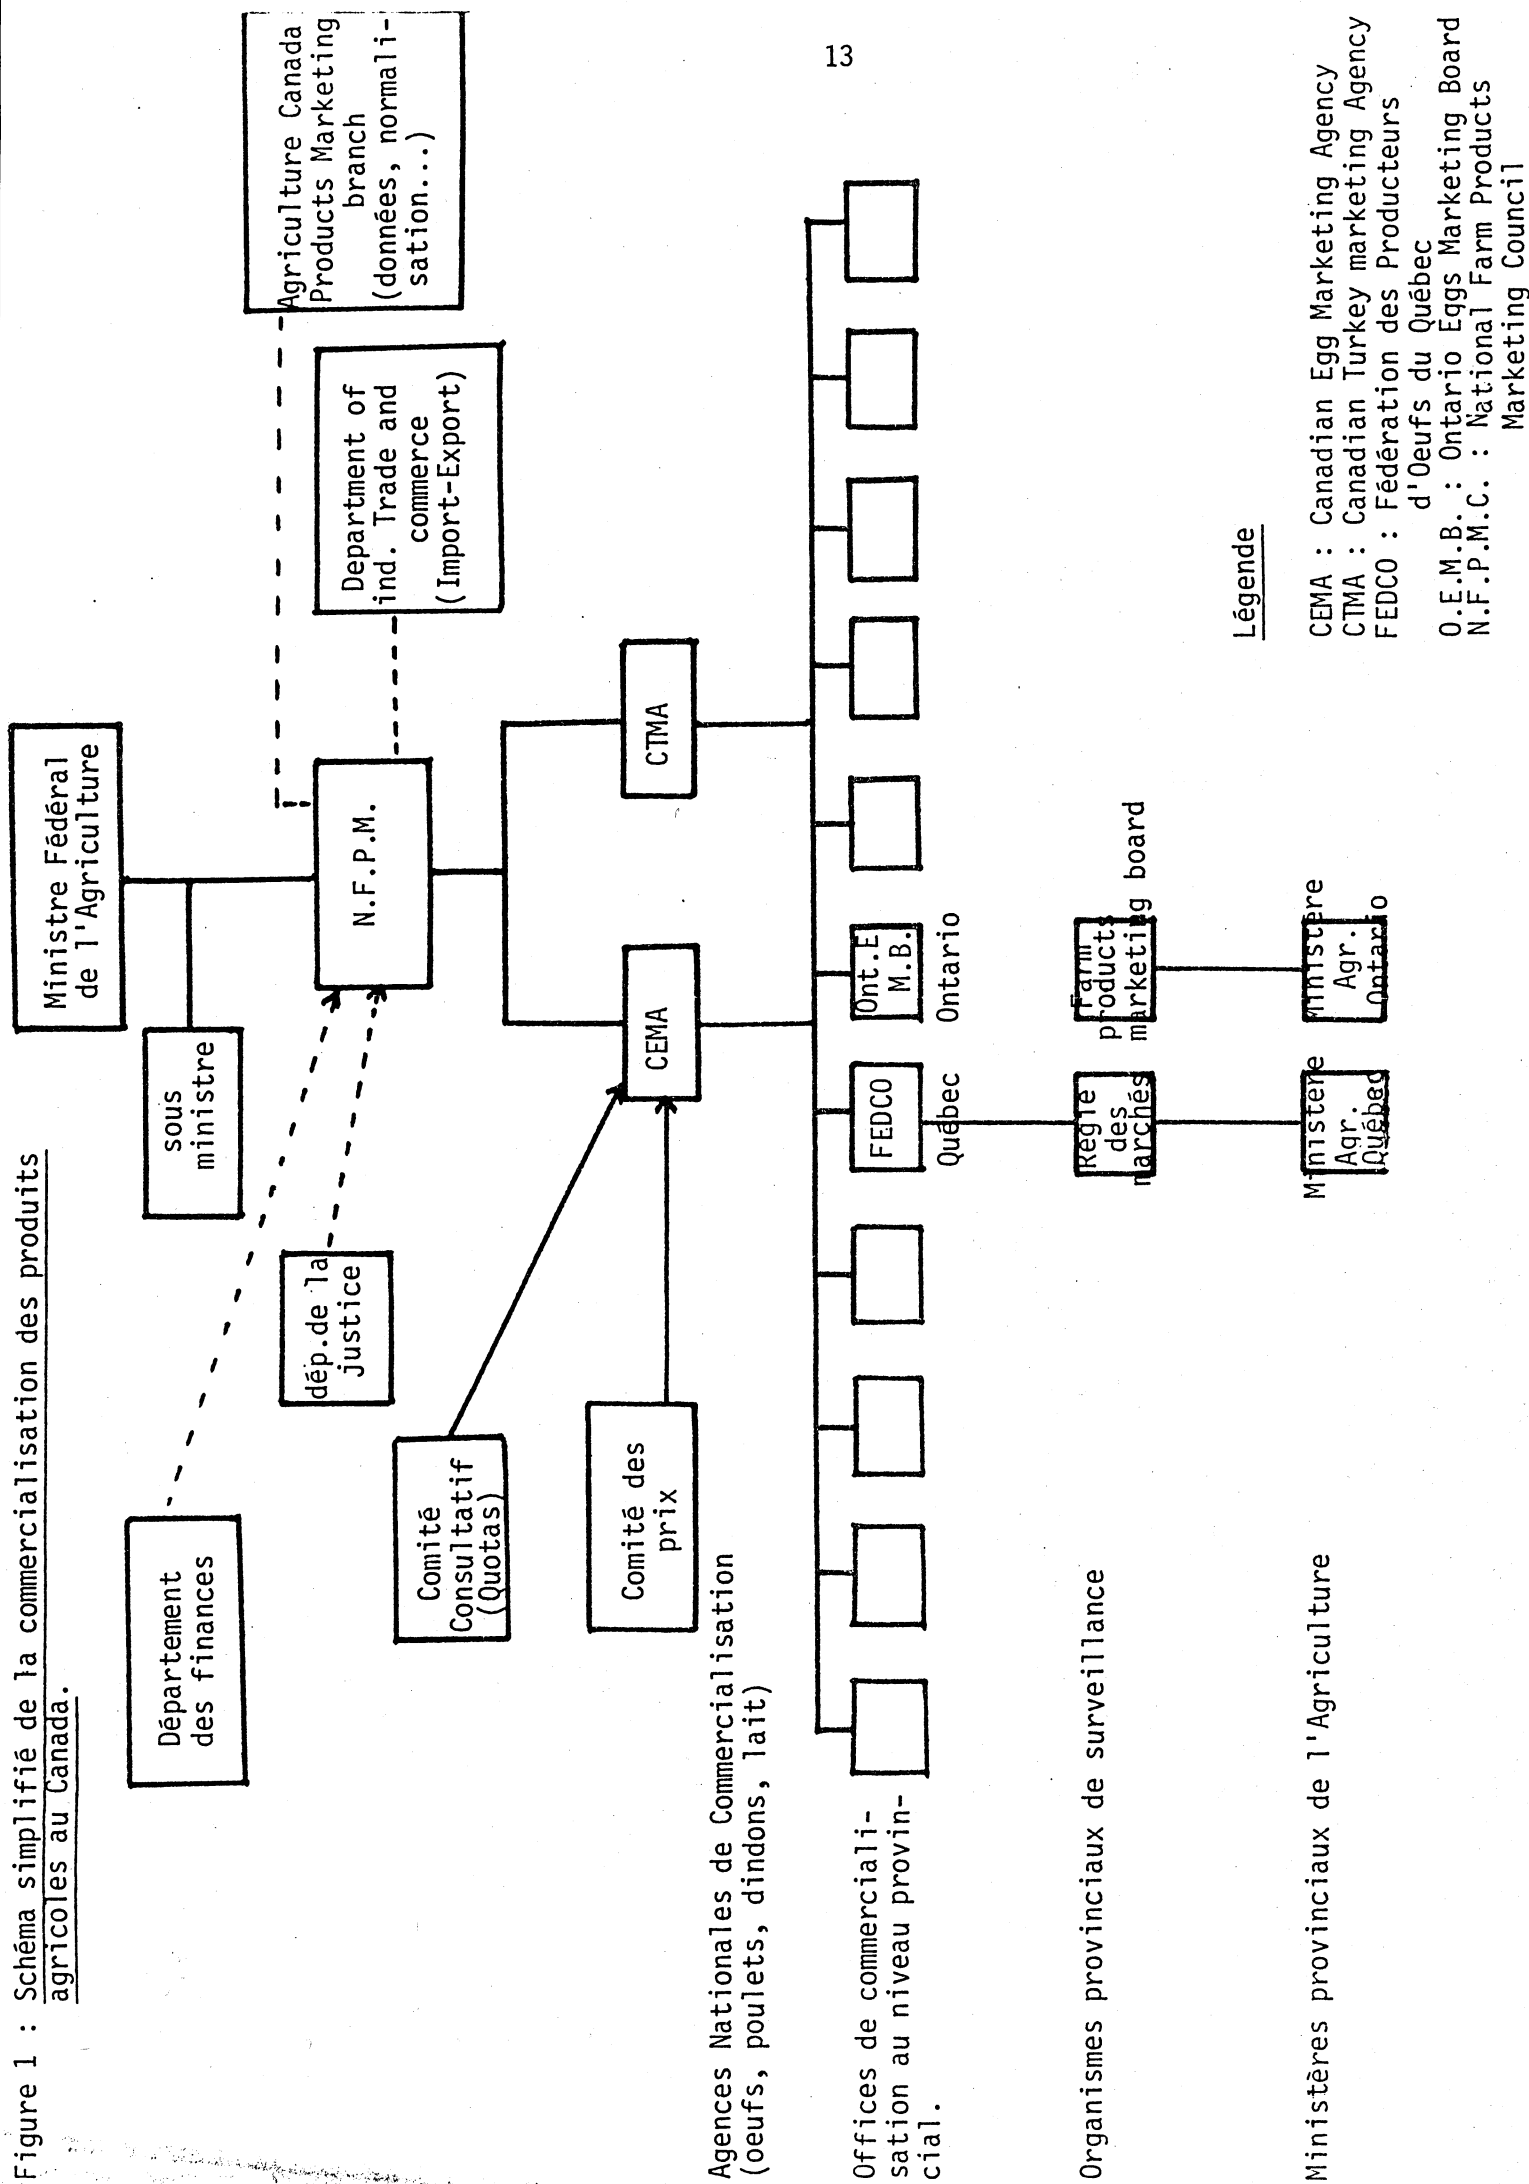 13
Figure 1 : Schéma simplifié de la commercialisation des produits
agricoles au Canada.
Ministre Fédéral
de l'Agriculture
sous
ministre
Département
des finances
dép.de la
justice
N.F.P.M.
Agriculture Canada
Products Marketing
branch
(données, normali-
sation...)
Department of
ind. Trade and
commerce
(Import-Export)
Comité
Consultatif
(Quotas)
Comité des
prix
CEMA
CTMA
Agences Nationales de Commercialisation
(oeufs, poulets, dindons, lait)
Offices de commerciali-
sation au niveau provin-
cial.
FEDCO
Québec
Ont.E
M.B.
Ontario
Organismes provinciaux de surveillance
Régie
des
marchés
Farm
products
marketing board
Ministères provinciaux de l'Agriculture
Ministère
Agr.
Québec
Ministère
Agr.
Ontario
Légende
CEMA : Canadian Egg Marketing Agency
CTMA : Canadian Turkey marketing Agency
FEDCO : Fédération des Producteurs
d'Oeufs du Québec
O.E.M.B. : Ontario Eggs Marketing Board
N.F.P.M.C. : National Farm Products
Marketing Council